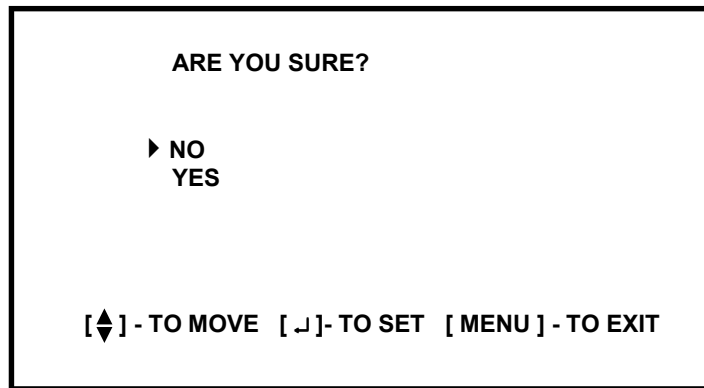 ARE YOU SURE?
NO
YES
[ ] - TO MOVE [ ↵ ]- TO SET [ MENU ] - TO EXIT